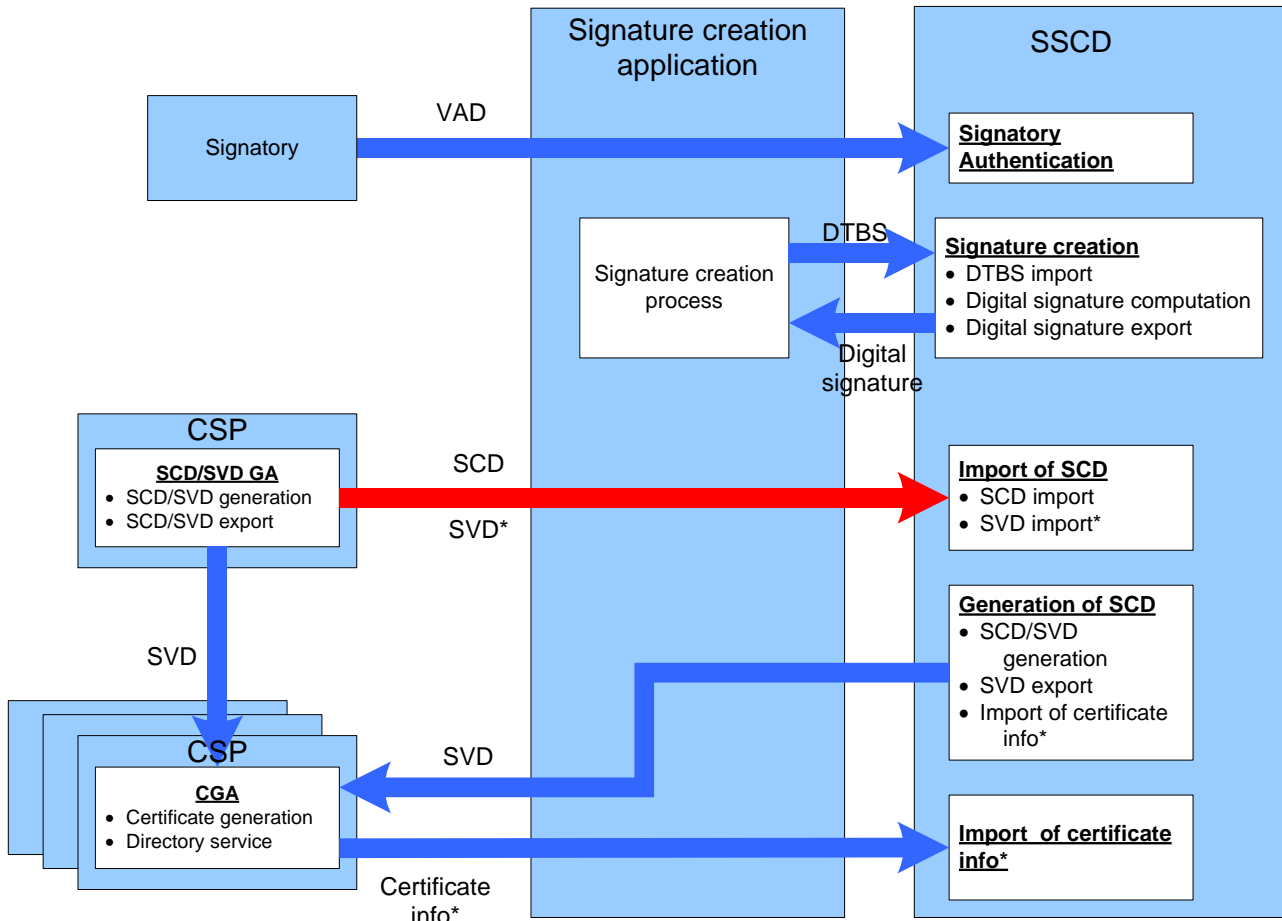 Signature creation
application
SSCD
VAD
Signatory
Signatory
Authentication
DTBS
Signature creation
process
Signature creation
• DTBS import
• Digital signature computation
• Digital signature export
Digital
signature
CSP
SCD/SVD GA
• SCD/SVD generation
• SCD/SVD export
SCD
SVD*
Import of SCD
• SCD import
• SVD import*
SVD
Generation of SCD
• SCD/SVD
generation
• SVD export
• Import of certificate
info*
CSP
SVD
CGA
• Certificate generation
• Directory service
Import of certificate
info*
Certificate
info*